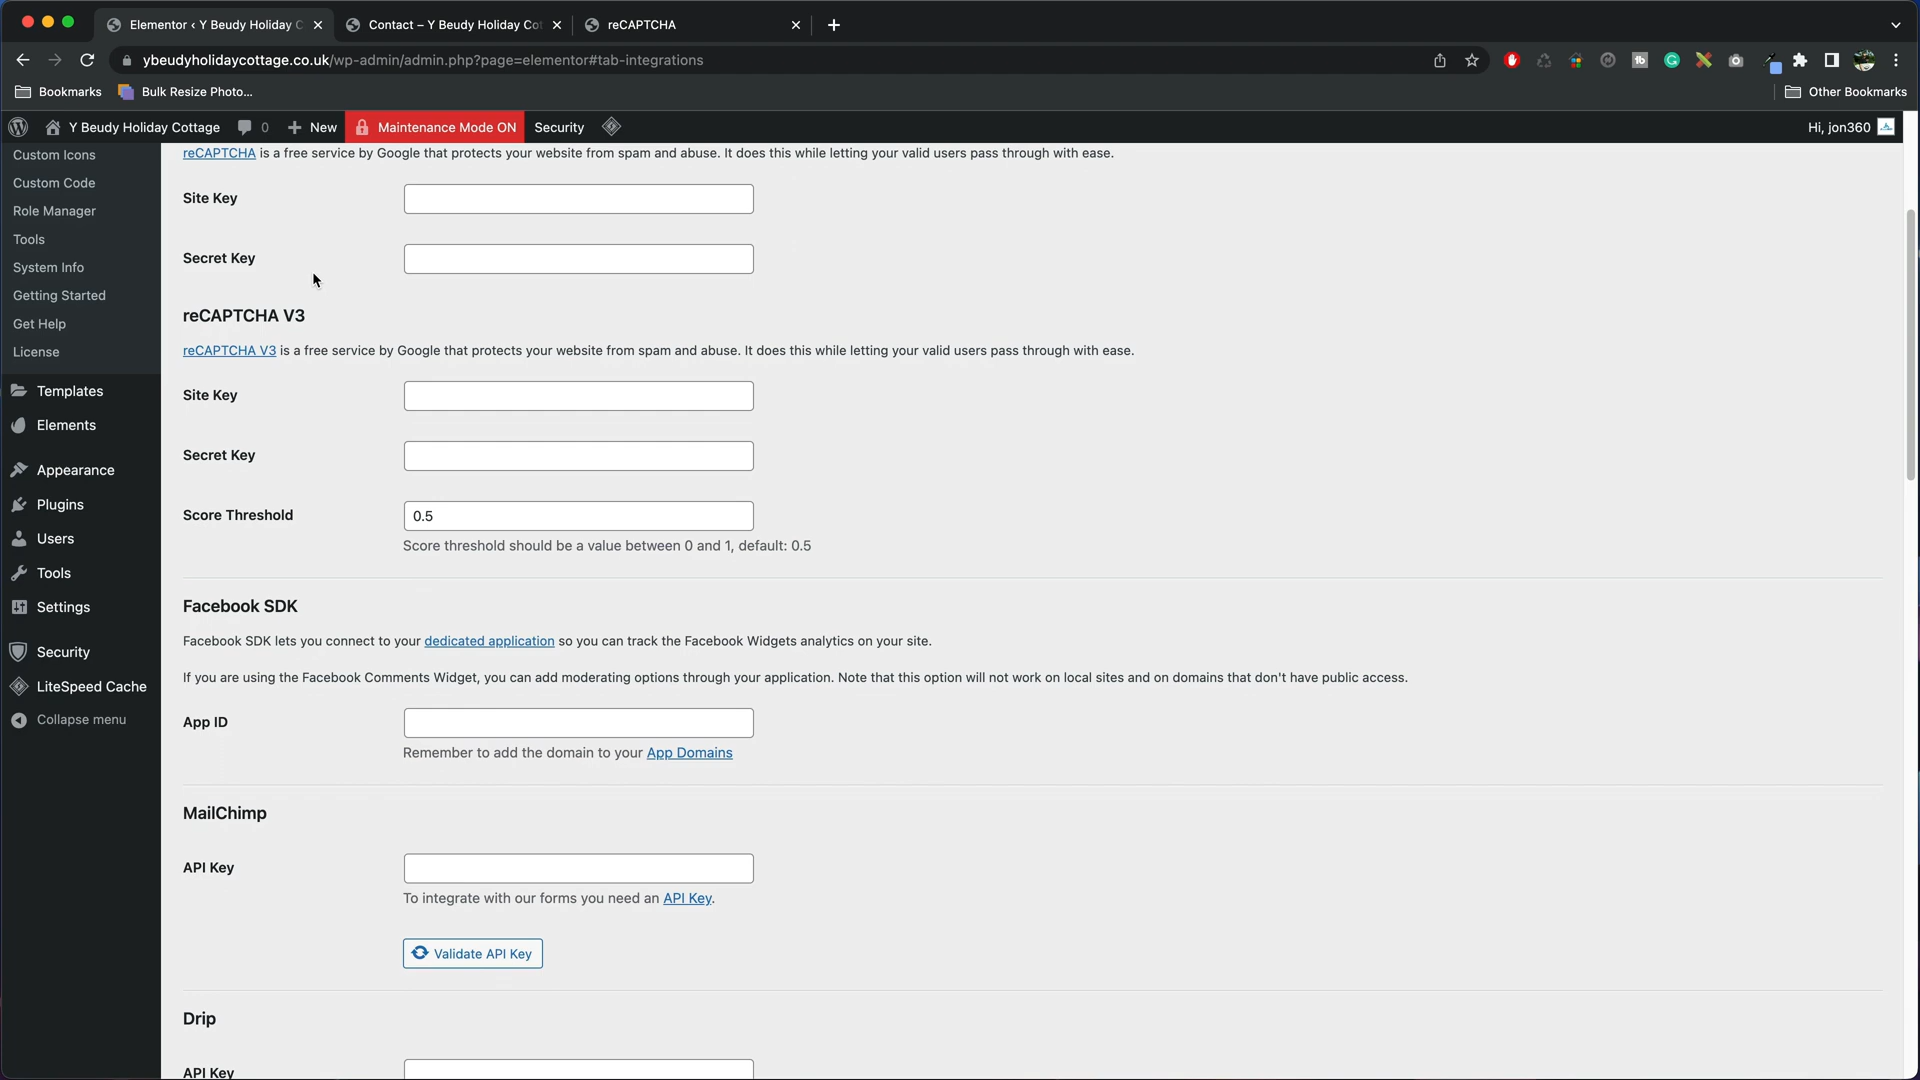 Elementor ‹ Y Beudy Holiday C
Contact – Y Beudy Holiday Cot
reCAPTCHA
ybeudyholidaycottage.co.uk/wp-admin/admin.php?page=elementor#tab-integrations
Bookmarks
Bulk Resize Photo...
Other Bookmarks
Y Beudy Holiday Cottage
0
New
Maintenance Mode ON
Security
Hi, jon360
Custom Icons
Custom Code
Role Manager
Tools
System Info
Getting Started
Get Help
License
Templates
Elements
Appearance
Plugins
Users
Tools
Settings
Security
LiteSpeed Cache
Collapse menu
reCAPTCHA is a free service by Google that protects your website from spam and abuse. It does this while letting your valid users pass through with ease.
Site Key
Secret Key
reCAPTCHA V3
reCAPTCHA V3 is a free service by Google that protects your website from spam and abuse. It does this while letting your valid users pass through with ease.
Site Key
Secret Key
Score Threshold
0.5
Score threshold should be a value between 0 and 1, default: 0.5
Facebook SDK
Facebook SDK lets you connect to your dedicated application so you can track the Facebook Widgets analytics on your site.
If you are using the Facebook Comments Widget, you can add moderating options through your application. Note that this option will not work on local sites and on domains that don't have public access.
App ID
Remember to add the domain to your App Domains
MailChimp
API Key
To integrate with our forms you need an API Key.
Validate API Key
Drip
API Key